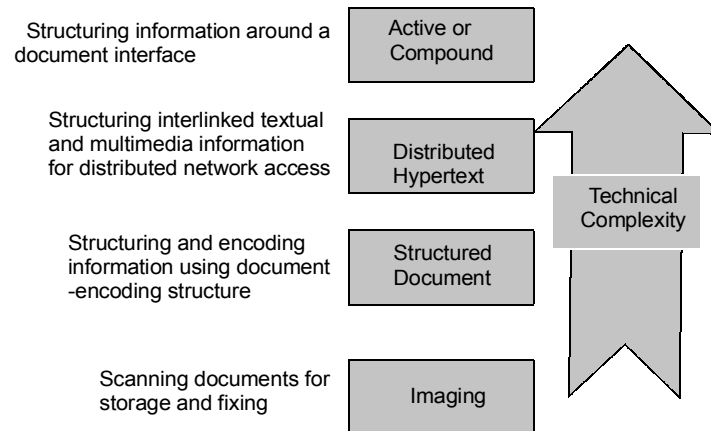 Structuring information around a
document interface
Active or
Compound
Structuring interlinked textual
and multimedia information
for distributed network access
Distributed
Hypertext
Technical
Complexity
Structuring and encoding
information using document
-encoding structure
Structured
Document
Scanning documents for
storage and fixing
Imaging